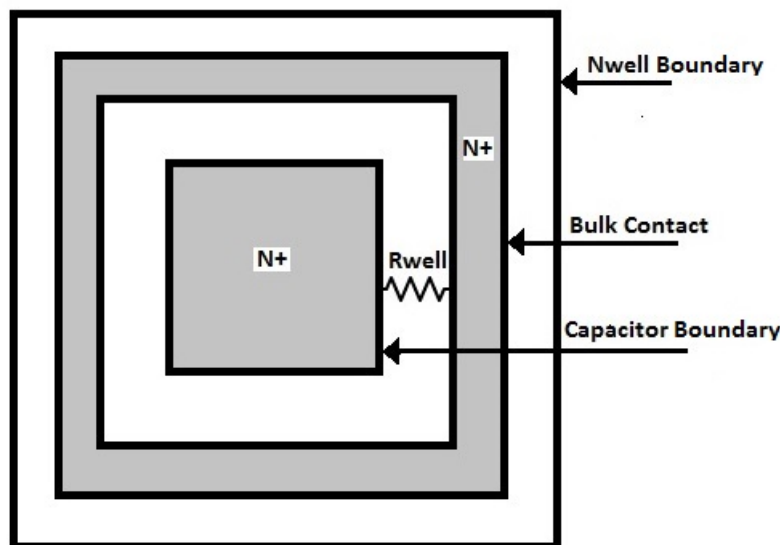 Nwell Boundary
N+
Bulk Contact
N+
Rwell
Capacitor Boundary